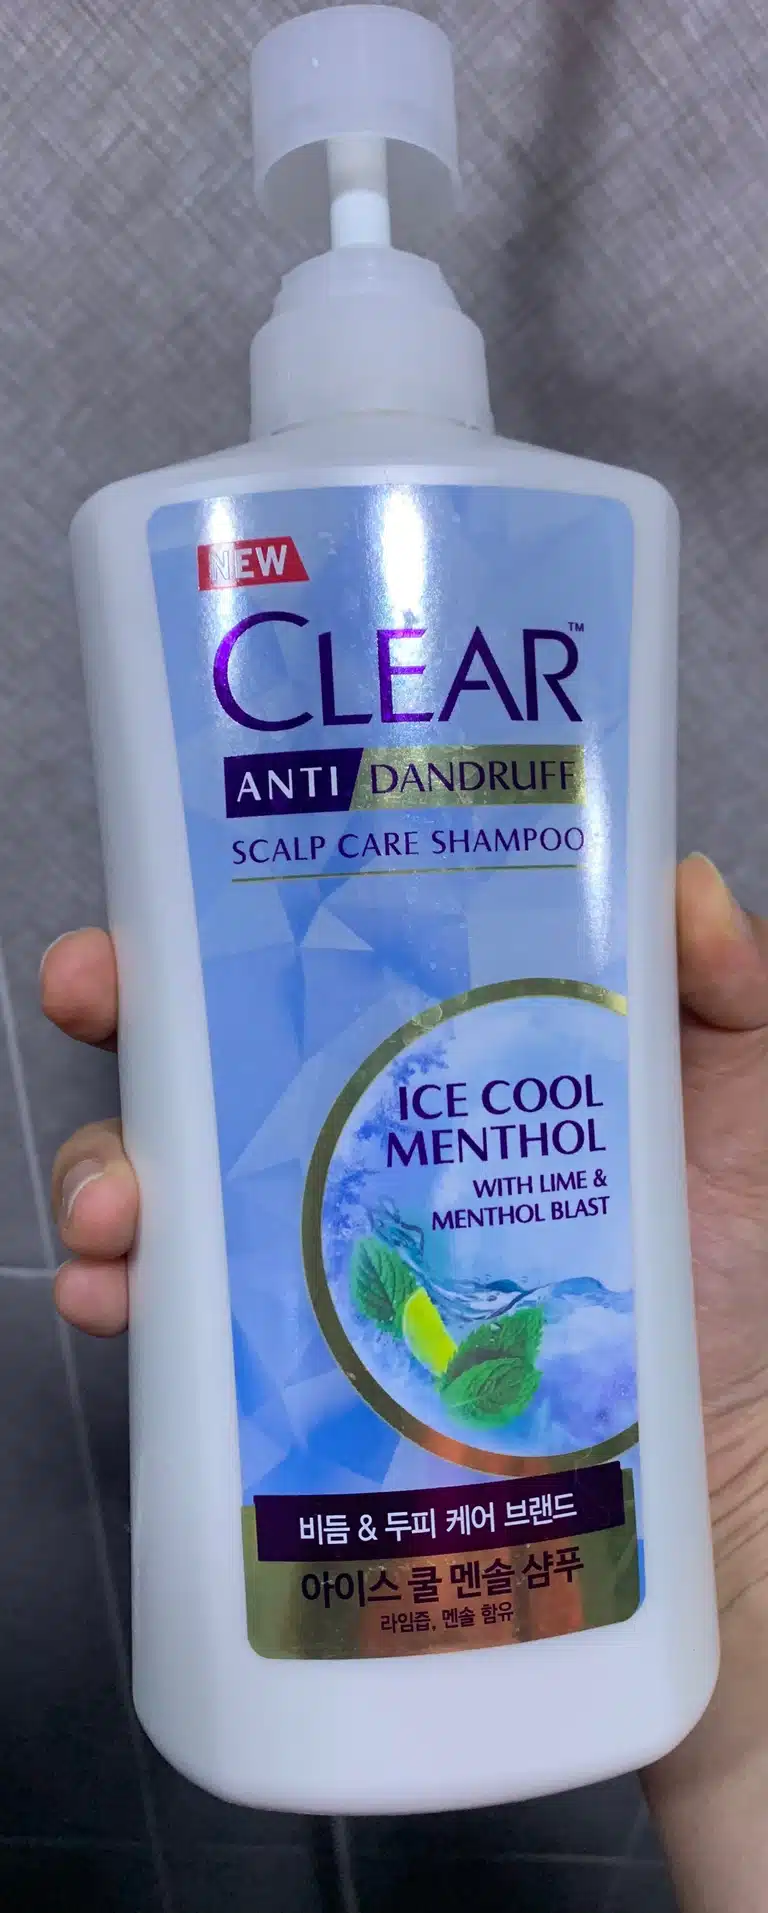 NEW
CLEAR™
ANTI DANDRUFF
SCALP CARE SHAMPOO
ICE COOL
MENTHOL
WITH LIME &
MENTHOL BLAST
비듬 & 두피 케어 브랜드
아이스 쿨 멘솔 샴푸
라임즙, 멘솔 함유